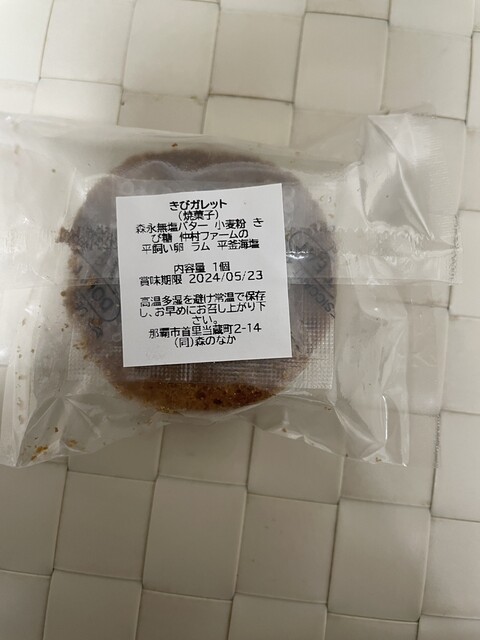 きびガレット
(焼菓子)
森永無塩バター 小麦粉 き
び糖 仲村ファームの
平飼い卵 ラム 平釜海塩
内容量 1個
賞味期限 2024/05/23
高温多湿を避け常温で保存
し、お早めにお召し上がり下
さい。
那覇市首里当蔵町2-14
(同)森のなか